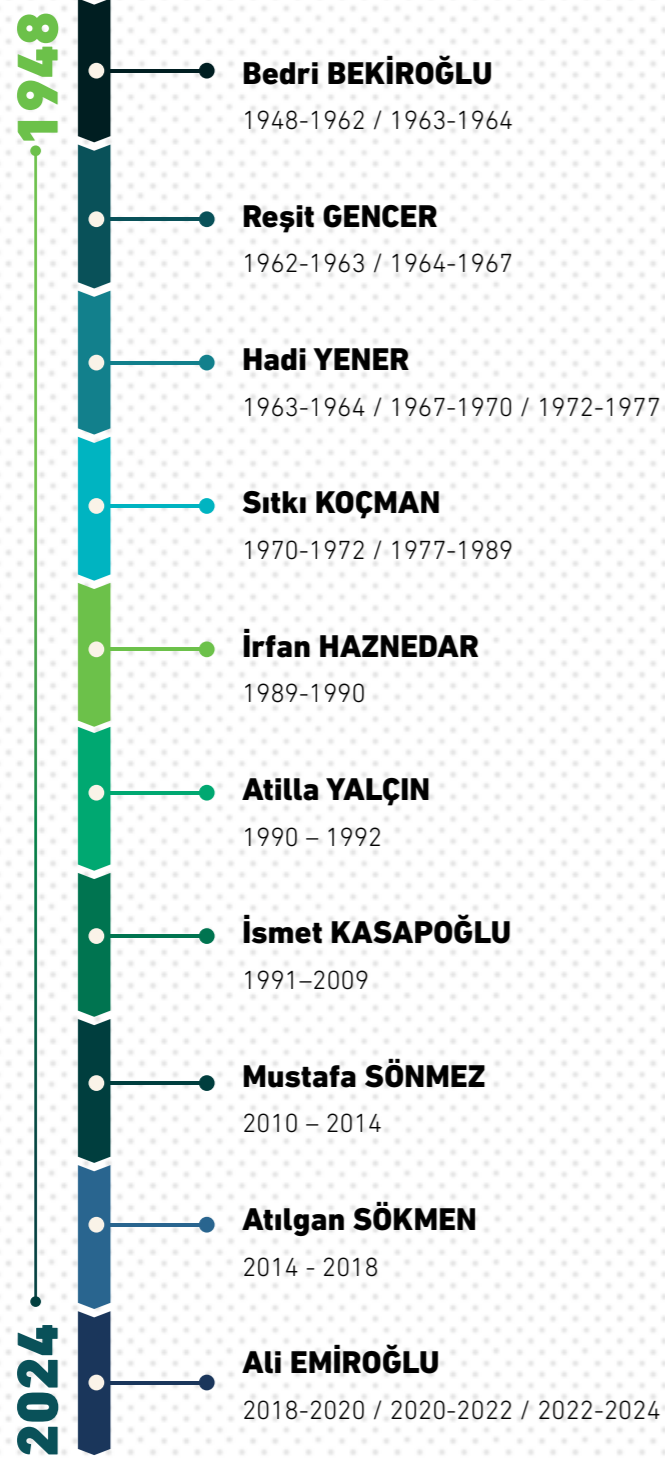 1948
Bedri BEKİROĞLU
1948-1962 / 1963-1964
Reşit GENCER
1962-1963 / 1964-1967
Hadi YENER
1963-1964 / 1967-1970 / 1972-1977
Sıtkı KOÇMAN
1970-1972 / 1977-1989
İrfan HAZNEDAR
1989-1990
Atilla YALÇIN
1990 – 1992
İsmet KASAPOĞLU
1991–2009
Mustafa SÖNMEZ
2010 – 2014
Atılgan SÖKMEN
2014 - 2018
Ali EMİROĞLU
2018-2020 / 2020-2022 / 2022-2024
2024